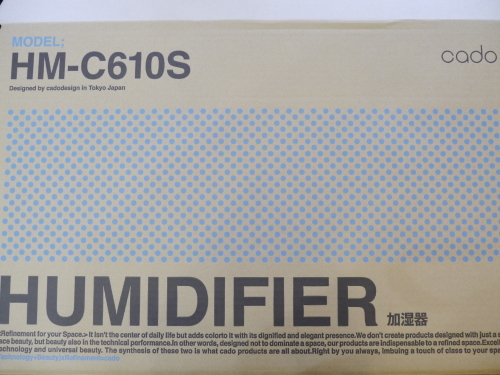 MODEL;
HM-C610S
cado
Designed by cadodesign in Tokyo Japan
HUMIDIFIER 加湿器
<Refinement for your Space.> It isn't the center of daily life but adds colorto it with its dignified and elegant presence.We don't create products designed with just a
ace beauty, but beauty also in the technical performance.In other words, designed not to dominate a space, our products are indispensable to a refined space.Excel
echnology and universal beauty. The synthesis of these two is what cado products are all about.Right by you always, imbuing a touch of class to your spe